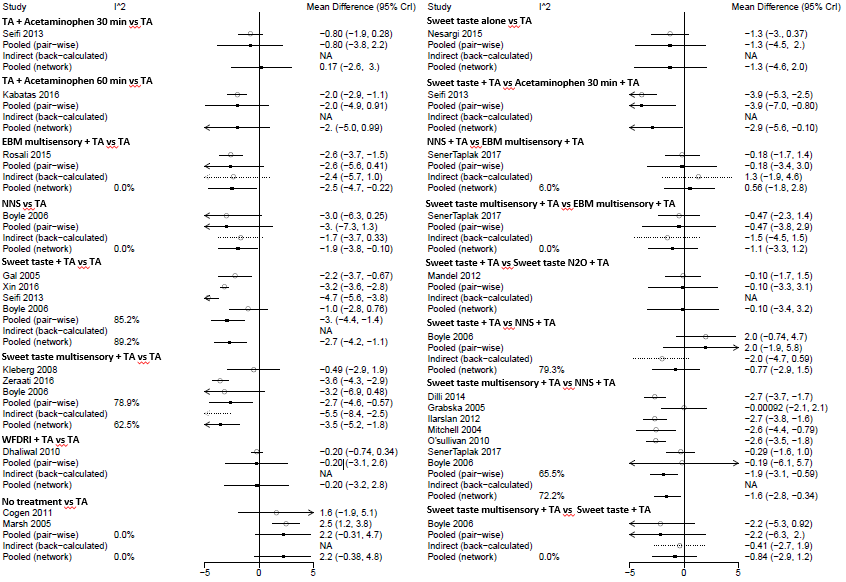 Study I^2 Mean Difference (95% CrI)
TA + Acetaminophen 30 min vs TA
Seifi 2013 −0.80 (−1.9, 0.28)
Pooled (pair−wise) −0.80 (−3.8, 2.2)
Indirect (back−calculated) NA
Pooled (network) 0.17 (−2.6, 3.)
TA + Acetaminophen 60 min vs TA
Kabatas 2016 −2.0 (−2.9, −1.1)
Pooled (pair−wise) −2.0 (−4.9, 0.91)
Indirect (back−calculated) NA
Pooled (network) −2. (−5.0, 0.99)
EBM multisensory + TA vs TA
Rosali 2015 −2.6 (−3.7, −1.5)
Pooled (pair−wise) −2.6 (−5.6, 0.41)
Indirect (back−calculated) −2.4 (−5.7, 1.0)
Pooled (network) 0.0% −2.5 (−4.7, −0.22)
NNS vs TA
Boyle 2006 −3.0 (−6.3, 0.25)
Pooled (pair−wise) −3. (−7.3, 1.3)
Indirect (back−calculated) −1.7 (−3.7, 0.33)
Pooled (network) 0.0% −1.9 (−3.8, −0.10)
Sweet taste + TA vs TA
Gal 2005 −2.2 (−3.7, −0.67)
Xin 2016 −3.2 (−3.6, −2.8)
Seifi 2013 −4.7 (−5.6, −3.8)
Boyle 2006 −1.0 (−2.8, 0.76)
Pooled (pair−wise) 85.2% −3. (−4.4, −1.4)
Indirect (back−calculated) NA
Pooled (network) 89.2% −2.7 (−4.2, −1.1)
Sweet taste multisensory + TA vs TA
Kleberg 2008 −0.49 (−2.9, 1.9)
Zeraati 2016 −3.6 (−4.3, −2.9)
Boyle 2006 −3.2 (−6.9, 0.48)
Pooled (pair−wise) 78.9% −2.7 (−4.6, −0.57)
Indirect (back−calculated) −5.5 (−8.4, −2.5)
Pooled (network) 62.5% −3.5 (−5.2, −1.8)
WFDRI + TA vs TA
Dhaliwal 2010 −0.20 (−0.74, 0.34)
Pooled (pair−wise) −0.20(−3.1, 2.6)
Indirect (back−calculated) NA
Pooled (network) −0.20 (−3.2, 2.8)
No treatment vs TA
Cogen 2011 1.6 (−1.9, 5.1)
Marsh 2005 2.5 (1.2, 3.8)
Pooled (pair−wise) 0.0% 2.2 (−0.31, 4.7)
Indirect (back−calculated) NA
Pooled (network) 0.0% 2.2 (−0.38, 4.8)
−5 0 5
Study I^2 Mean Difference (95% CrI)
Sweet taste alone vs TA
Nesargi 2015 −1.3 (−3., 0.37)
Pooled (pair−wise) −1.3 (−4.5, 2.)
Indirect (back−calculated) NA
Pooled (network) −1.3 (−4.6, 2.0)
Sweet taste + TA vs Acetaminophen 30 min + TA
Seifi 2013 −3.9 (−5.3, −2.5)
Pooled (pair−wise) −3.9 (−7.0, −0.80)
Indirect (back−calculated) NA
Pooled (network) −2.9 (−5.6, −0.10)
NNS + TA vs EBM multisensory + TA
SenerTaplak 2017 −0.18 (−1.7, 1.4)
Pooled (pair−wise) −0.18 (−3.4, 3.0)
Indirect (back−calculated) 1.3 (−1.9, 4.6)
Pooled (network) 6.0% 0.56 (−1.8, 2.8)
Sweet taste multisensory + TA vs EBM multisensory + TA
SenerTaplak 2017 −0.47 (−2.3, 1.4)
Pooled (pair−wise) −0.47 (−3.8, 2.9)
Indirect (back−calculated) −1.5 (−4.5, 1.5)
Pooled (network) 0.0% −1.1 (−3.3, 1.2)
Sweet taste + TA vs Sweet taste N2O + TA
Mandel 2012 −0.10 (−1.7, 1.5)
Pooled (pair−wise) −0.10 (−3.3, 3.1)
Indirect (back−calculated) NA
Pooled (network) −0.10 (−3.4, 3.2)
Sweet taste + TA vs NNS + TA
Boyle 2006 2.0 (−0.74, 4.7)
Pooled (pair−wise) 2.0 (−1.9, 5.8)
Indirect (back−calculated) −2.0 (−4.7, 0.59)
Pooled (network) 79.3% −0.77 (−2.9, 1.5)
Sweet taste multisensory + TA vs NNS + TA
Dilli 2014 −2.7 (−3.7, −1.7)
Grabska 2005 −0.00092 (−2.1, 2.1)
Ilarslan 2012 −2.7 (−3.8, −1.6)
Mitchell 2004 −2.6 (−4.4, −0.79)
O'sullivan 2010 −2.6 (−3.5, −1.8)
SenerTaplak 2017 −0.29 (−1.6, 1.0)
Boyle 2006 −0.19 (−6.1, 5.7)
Pooled (pair−wise) 65.5% −1.9 (−3.1, −0.59)
Indirect (back−calculated) NA
Pooled (network) 72.2% −1.6 (−2.8, −0.34)
Sweet taste multisensory + TA vs Sweet taste + TA
Boyle 2006 −2.2 (−5.3, 0.92)
Pooled (pair−wise) −2.2 (−6.3, 2.)
Indirect (back−calculated) −0.41 (−2.7, 1.9)
Pooled (network) 0.0% −0.84 (−2.9, 1.2)
−5 0 5